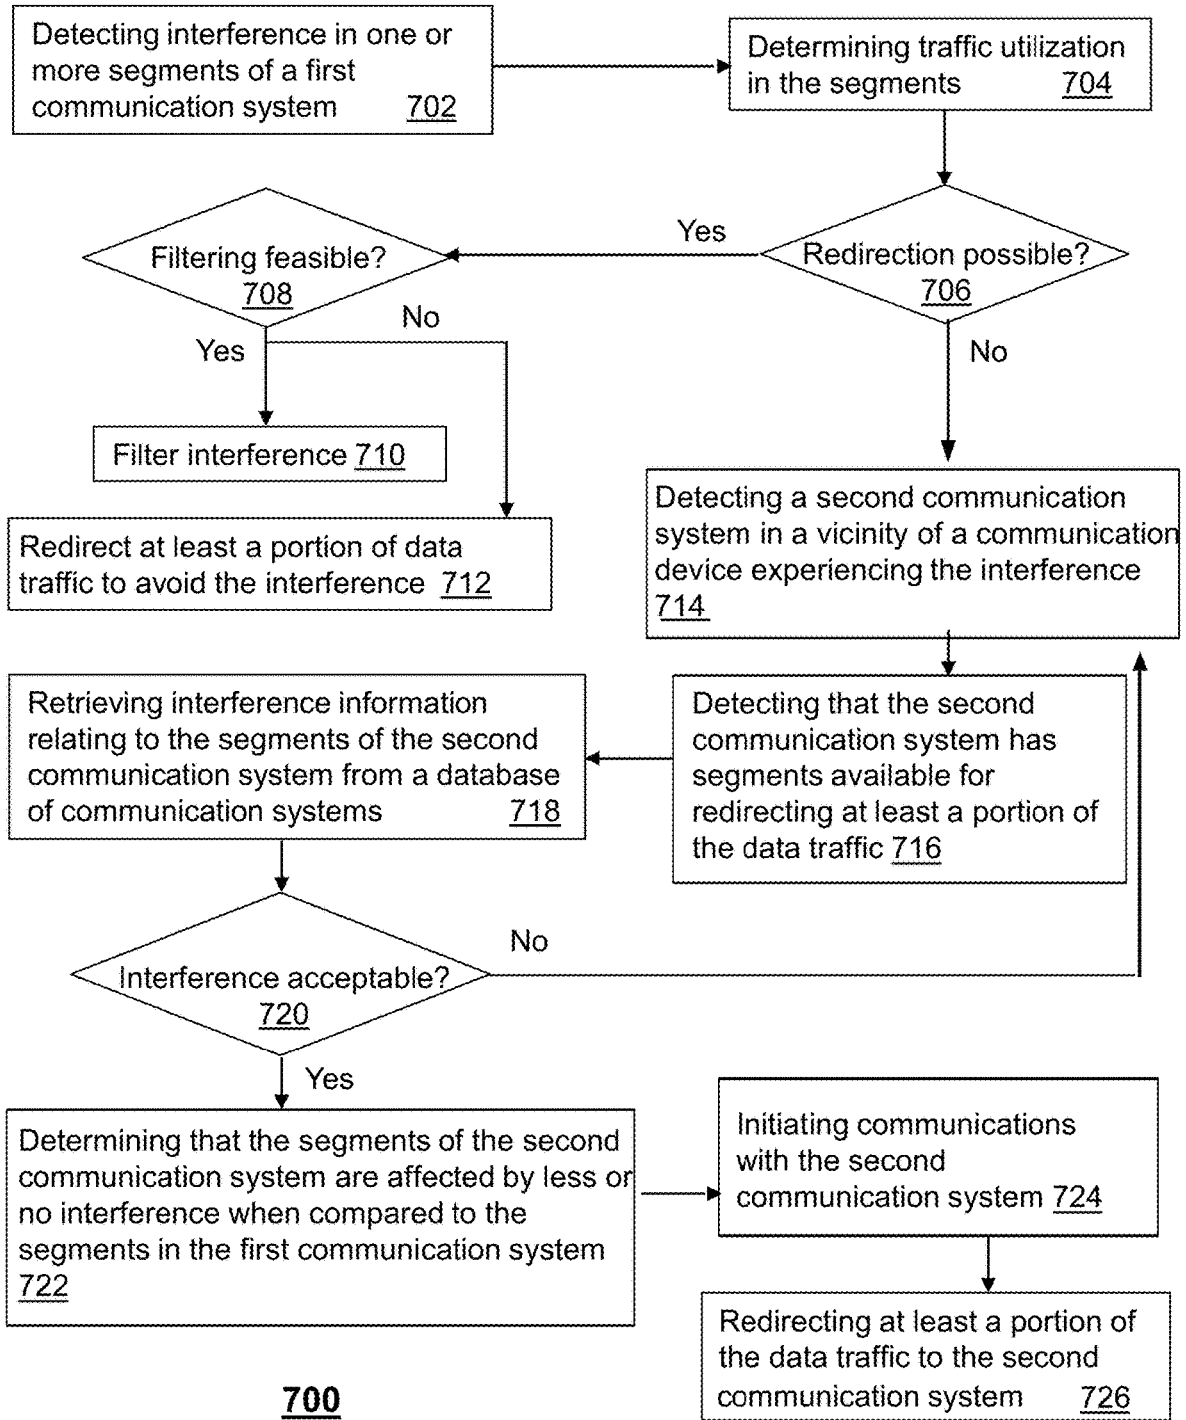 Detecting interference in one or
more segments of a first
communication system 702
Determining traffic utilization
in the segments 704
Yes
Filtering feasible?
708
Redirection possible?
706
No
Yes
No
Filter interference 710
Redirect at least a portion of data
traffic to avoid the interference 712
Detecting a second communication
system in a vicinity of a communication
device experiencing the interference
714
Retrieving interference information
relating to the segments of the second
communication system from a database
of communication systems 718
Detecting that the second
communication system has
segments available for
redirecting at least a portion of
the data traffic 716
No
Interference acceptable?
720
Yes
Determining that the segments of the second
communication system are affected by less or
no interference when compared to the
segments in the first communication system
722
Initiating communications
with the second
communication system 724
Redirecting at least a portion of
the data traffic to the second
communication system 726
700